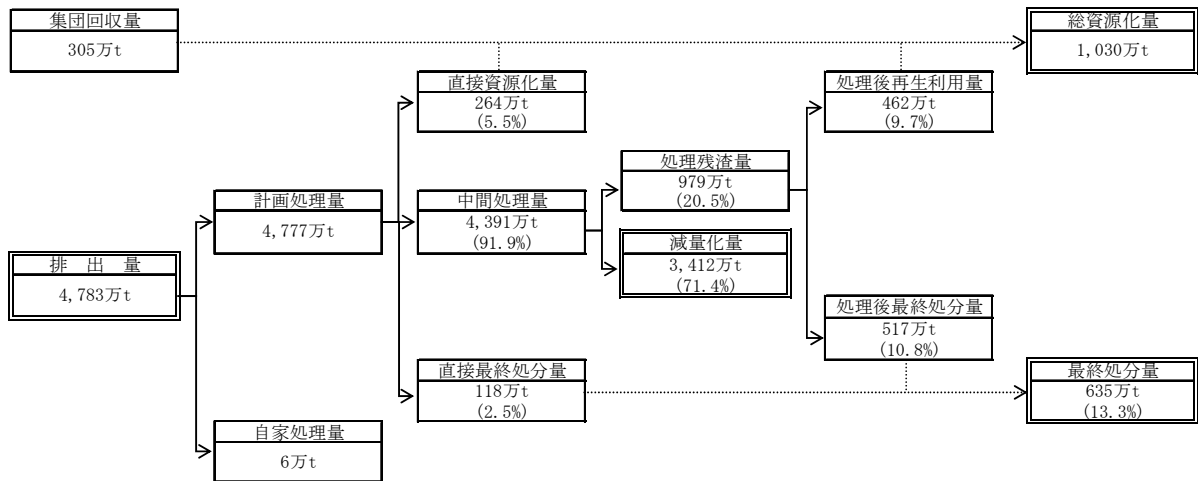 集団回収量
305万t
総資源化量
1,030万t
直接資源化量
264万t
(5.5%)
処理後再生利用量
462万t
(9.7%)
処理残渣量
979万t
(20.5%)
計画処理量
4,777万t
中間処理量
4,391万t
(91.9%)
減量化量
3,412万t
(71.4%)
排 出 量
4,783万t
処理後最終処分量
517万t
(10.8%)
直接最終処分量
118万t
(2.5%)
最終処分量
635万t
(13.3%)
自家処理量
6万t